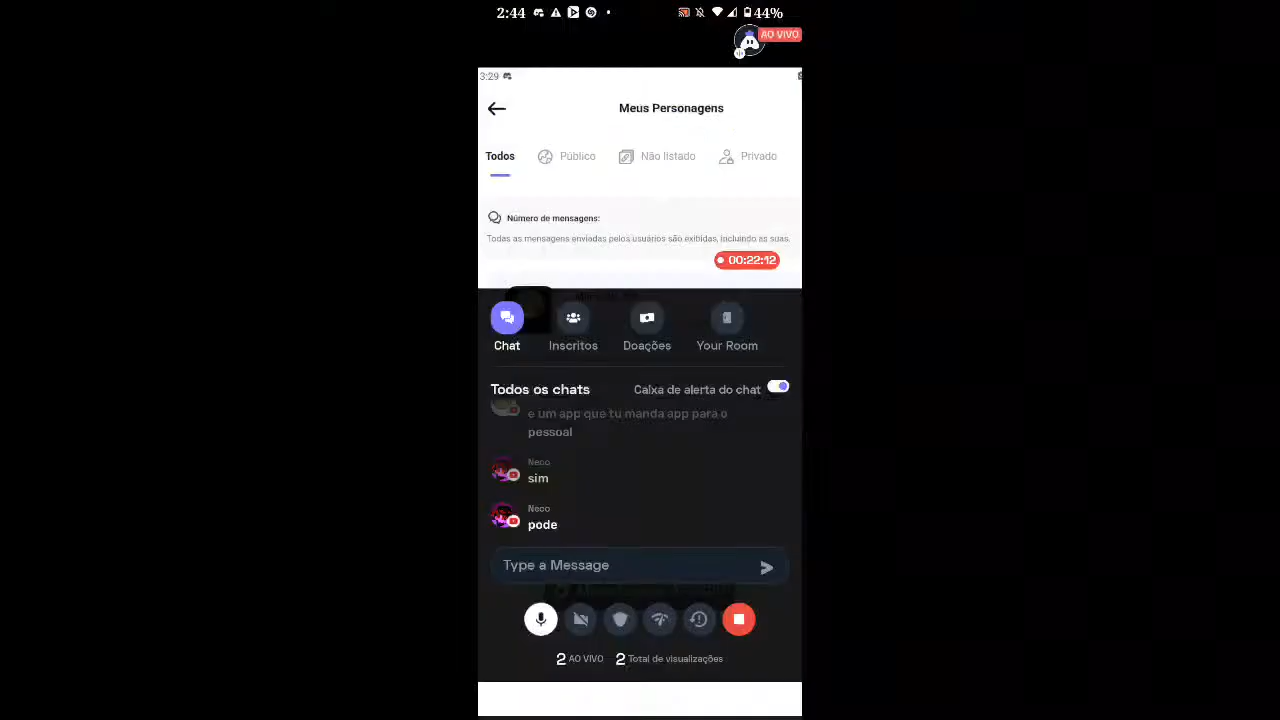 2:44
44%
AO VIVO
3:29
Meus Personagens
Todos
Público
Não listado
Privado
Número de mensagens:
Todas as mensagens enviadas pelos usuários são exibidas, incluindo as suas.
00:22:12
Chat
Inscritos
Doações
Your Room
Todos os chats
Caixa de alerta do chat
e um app que tu manda app para o
pessoal
Neco
sim
Neco
pode
Type a Message
2 AO VIVO
2 Total de visualizações